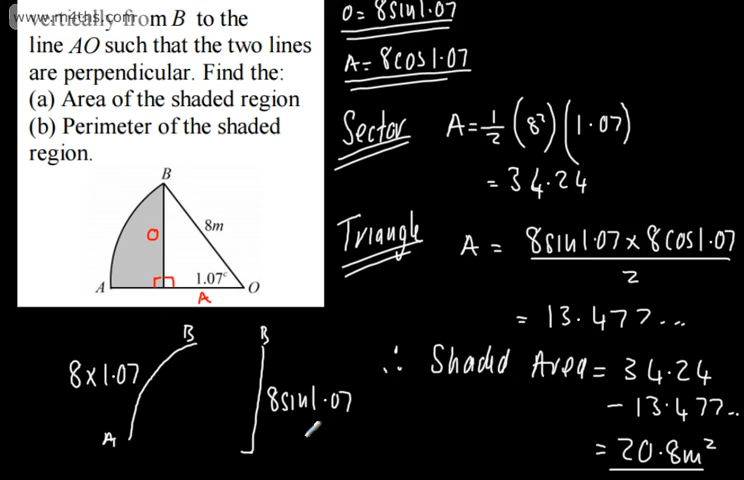 www.m4ths.com
vertically from B to the
line AO such that the two lines
are perpendicular. Find the:
(a) Area of the shaded region
(b) Perimeter of the shaded
region.
B
O
8m
A
1.07ᶜ
O
A
B
8×1.07
A
B
8sin1.07
O=8sin1.07
A=8cos1.07
Sector A=½(8²)(1.07)
= 34.24
Triangle A = 8sin1.07×8cos1.07
2
= 13.477...
∴ Shaded Area = 34.24
- 13.477...
= 20.8m²